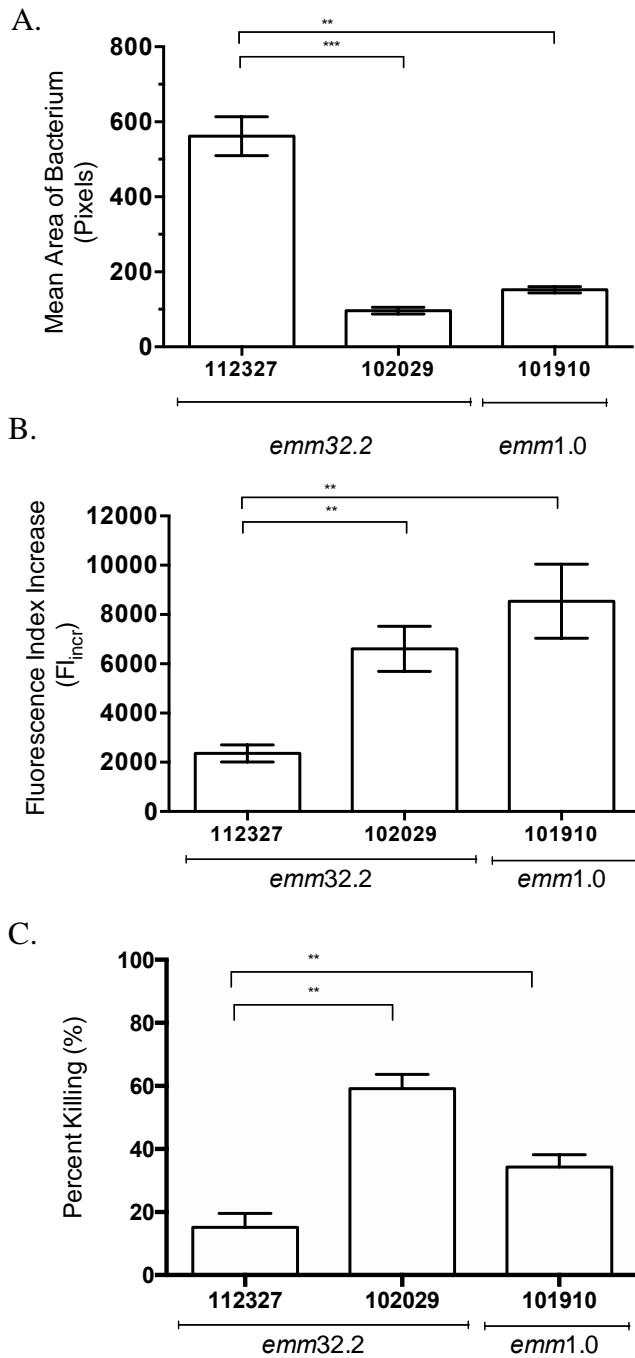 A.
**
***
800
600
400
200
0
Mean Area of Bacterium
(Pixels)
112327 102029 101910
emm32.2 emm1.0
B.
**
**
12000
10000
8000
6000
4000
2000
0
Fluorescence Index Increase
(FIincr)
112327 102029 101910
emm32.2 emm1.0
C.
**
**
100
80
60
40
20
0
Percent Killing (%)
112327 102029 101910
emm32.2 emm1.0